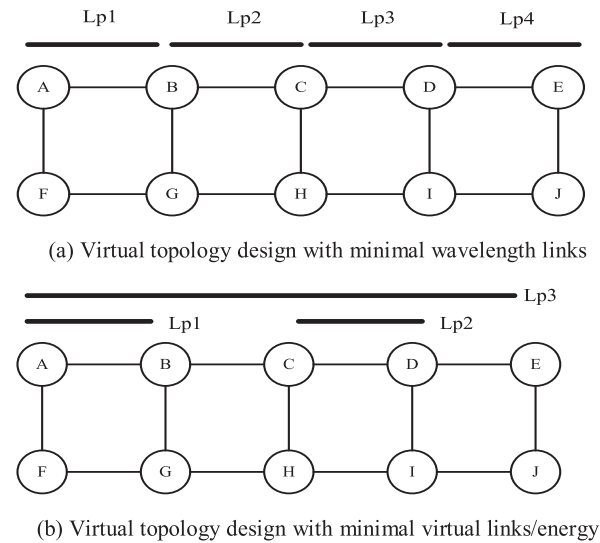 Lp1 Lp2 Lp3 Lp4
A B C D E
F G H I J
(a) Virtual topology design with minimal wavelength links
Lp3
Lp1 Lp2
A B C D E
F G H I J
(b) Virtual topology design with minimal virtual links/energy